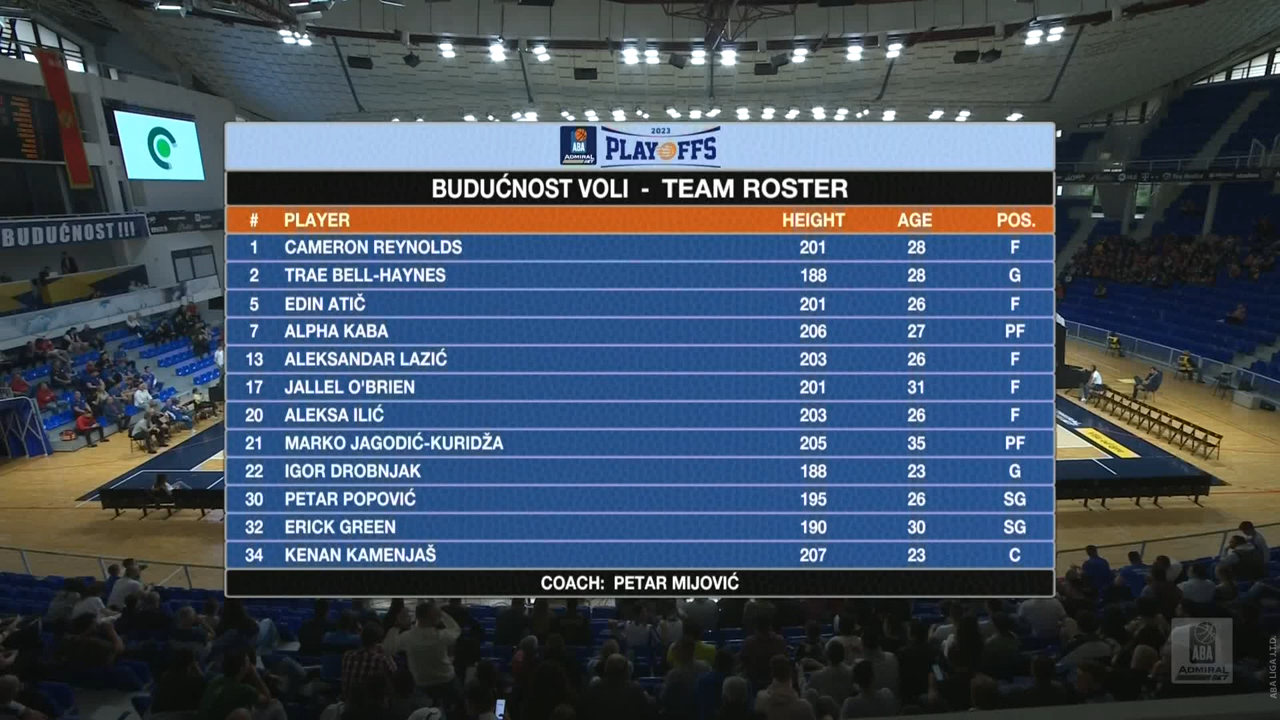 2023
ABA
ADMIRAL BET
PLAYOFFS
BUDUĆNOST VOLI - TEAM ROSTER
# PLAYER HEIGHT AGE POS.
1 CAMERON REYNOLDS 201 28 F
2 TRAE BELL-HAYNES 188 28 G
5 EDIN ATIČ 201 26 F
7 ALPHA KABA 206 27 PF
13 ALEKSANDAR LAZIĆ 203 26 F
17 JALLEL O'BRIEN 201 31 F
20 ALEKSA ILIĆ 203 26 F
21 MARKO JAGODIĆ-KURIDŽA 205 35 PF
22 IGOR DROBNJAK 188 23 G
30 PETAR POPOVIĆ 195 26 SG
32 ERICK GREEN 190 30 SG
34 KENAN KAMENJAŠ 207 23 C
COACH: PETAR MIJOVIĆ
BUDUĆNOST !!!
ABA
ADMIRAL BET
ABA LIGA J.T.D.